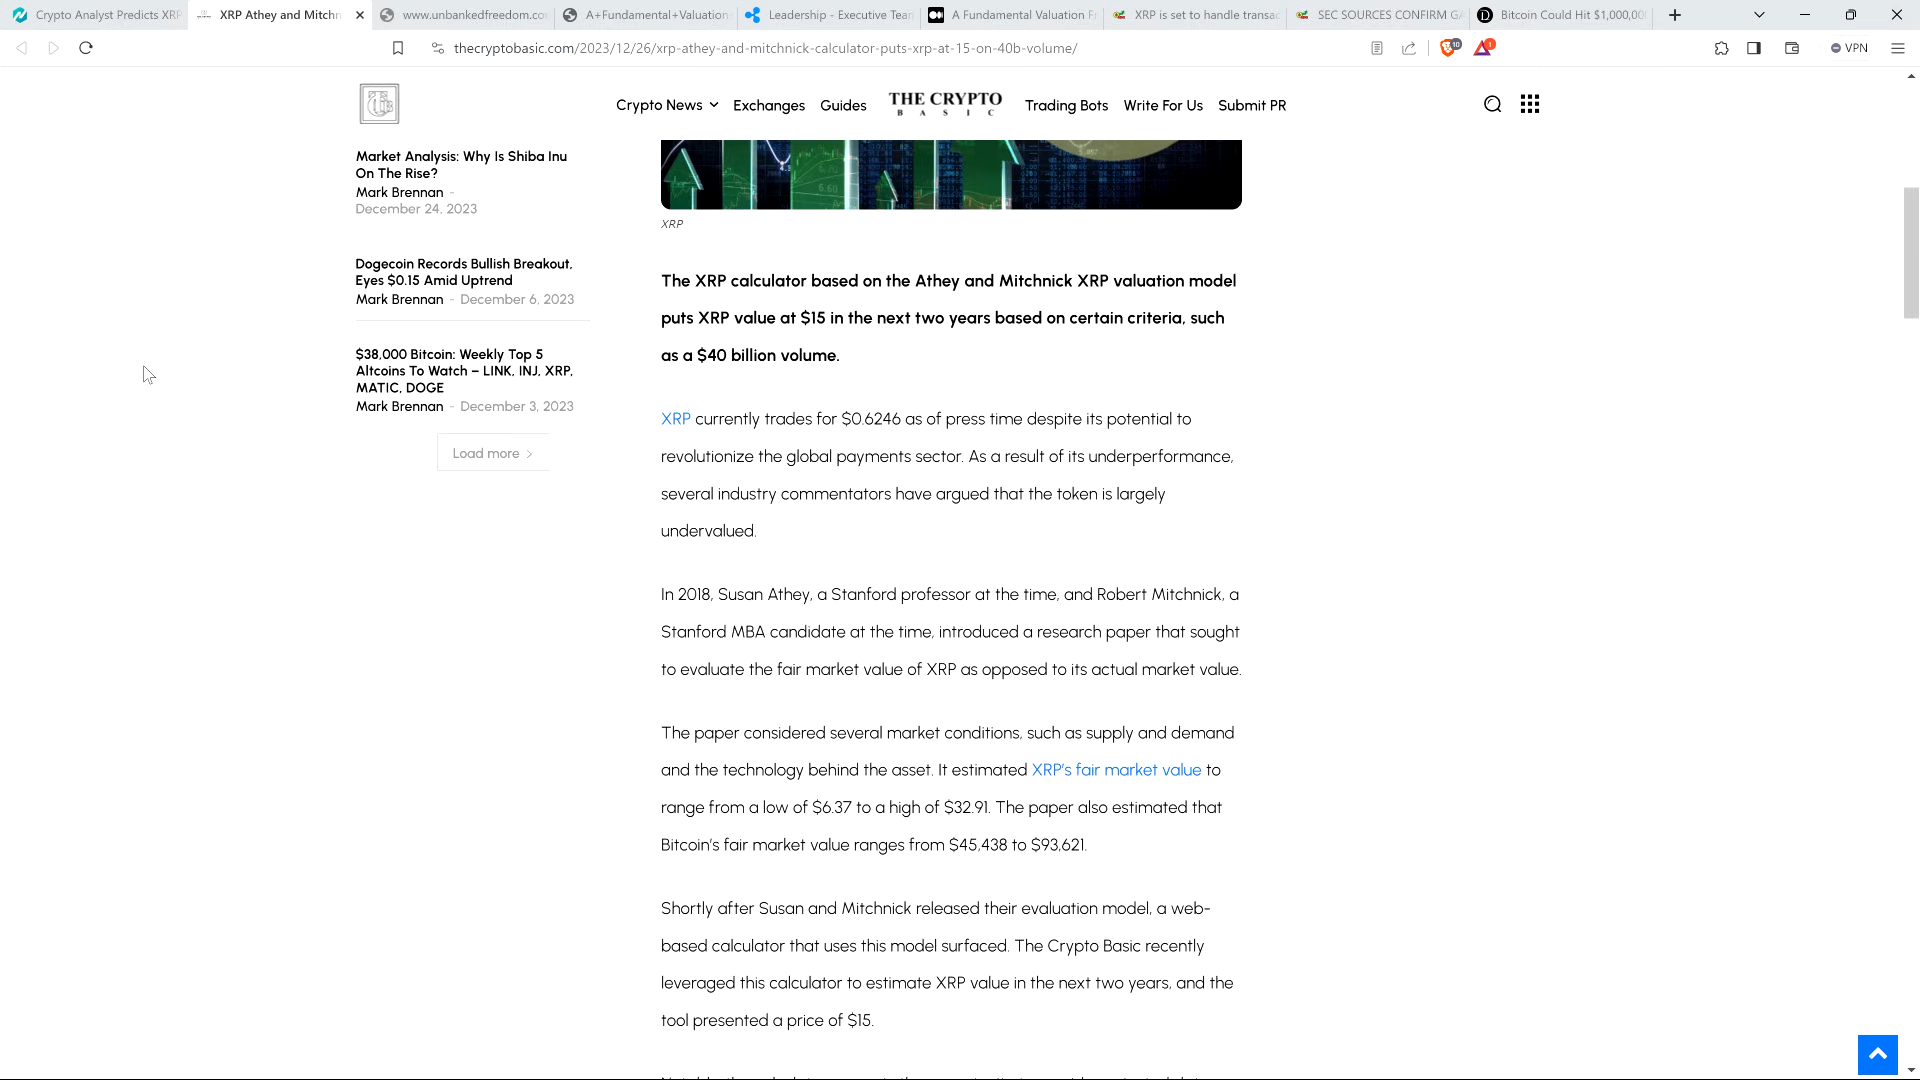 Crypto Analyst Predicts XRP
XRP Athey and Mitchn
www.unbankedfreedom.co
A+Fundamental+Valuation
Leadership - Executive Tean
A Fundamental Valuation F
XRP is set to handle transac
SEC SOURCES CONFIRM GA
Bitcoin Could Hit $1,000,00
thecryptobasic.com/2023/12/26/xrp-athey-and-mitchnick-calculator-puts-xrp-at-15-on-40b-volume/
10
1
VPN
Crypto News
Exchanges
Guides
THE CRYPTO
BASIC
Trading Bots
Write For Us
Submit PR
Market Analysis: Why Is Shiba Inu
On The Rise?
Mark Brennan -
December 24, 2023
Dogecoin Records Bullish Breakout,
Eyes $0.15 Amid Uptrend
Mark Brennan - December 6, 2023
$38,000 Bitcoin: Weekly Top 5
Altcoins To Watch – LINK, INJ, XRP,
MATIC, DOGE
Mark Brennan - December 3, 2023
Load more
XRP
The XRP calculator based on the Athey and Mitchnick XRP valuation model
puts XRP value at $15 in the next two years based on certain criteria, such
as a $40 billion volume.
XRP currently trades for $0.6246 as of press time despite its potential to
revolutionize the global payments sector. As a result of its underperformance,
several industry commentators have argued that the token is largely
undervalued.
In 2018, Susan Athey, a Stanford professor at the time, and Robert Mitchnick, a
Stanford MBA candidate at the time, introduced a research paper that sought
to evaluate the fair market value of XRP as opposed to its actual market value.
The paper considered several market conditions, such as supply and demand
and the technology behind the asset. It estimated XRP's fair market value to
range from a low of $6.37 to a high of $32.91. The paper also estimated that
Bitcoin's fair market value ranges from $45,438 to $93,621.
Shortly after Susan and Mitchnick released their evaluation model, a web-
based calculator that uses this model surfaced. The Crypto Basic recently
leveraged this calculator to estimate XRP value in the next two years, and the
tool presented a price of $15.